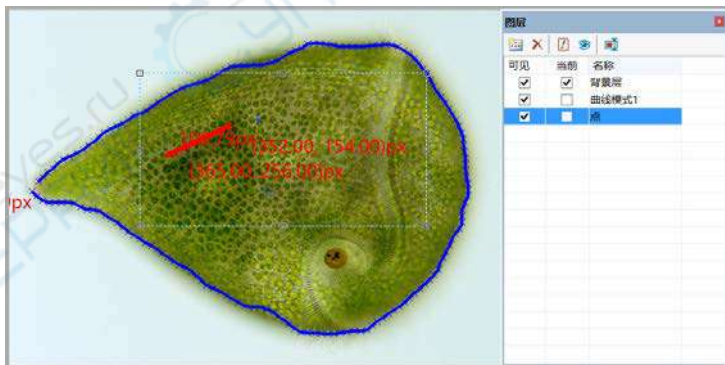 图层
可见 当前 名称
背景层
曲线模式1
点
(352.00, 154.00)px
(365.00, 256.00)px
px